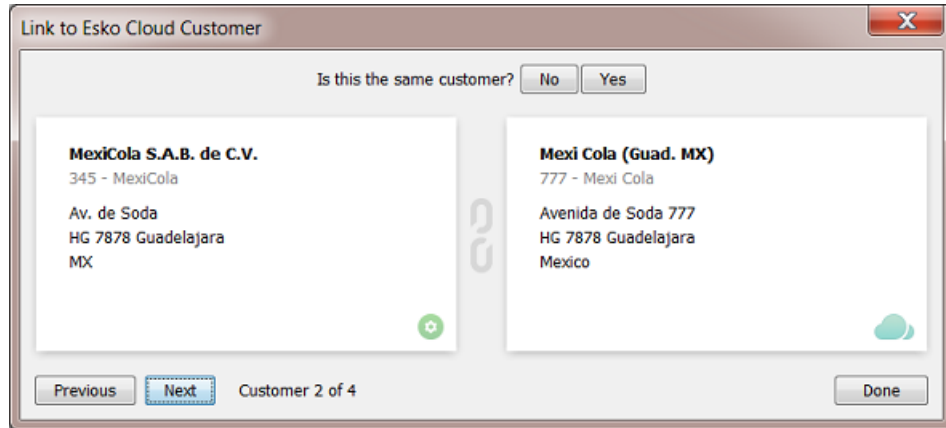 Link to Esko Cloud Customer
Is this the same customer? No Yes
MexiCola S.A.B. de C.V.
345 - MexiCola
Av. de Soda
HG 7878 Guadelajara
MX
Mexi Cola (Guad. MX)
777 - Mexi Cola
Avenida de Soda 777
HG 7878 Guadelajara
Mexico
Previous Next Customer 2 of 4 Done